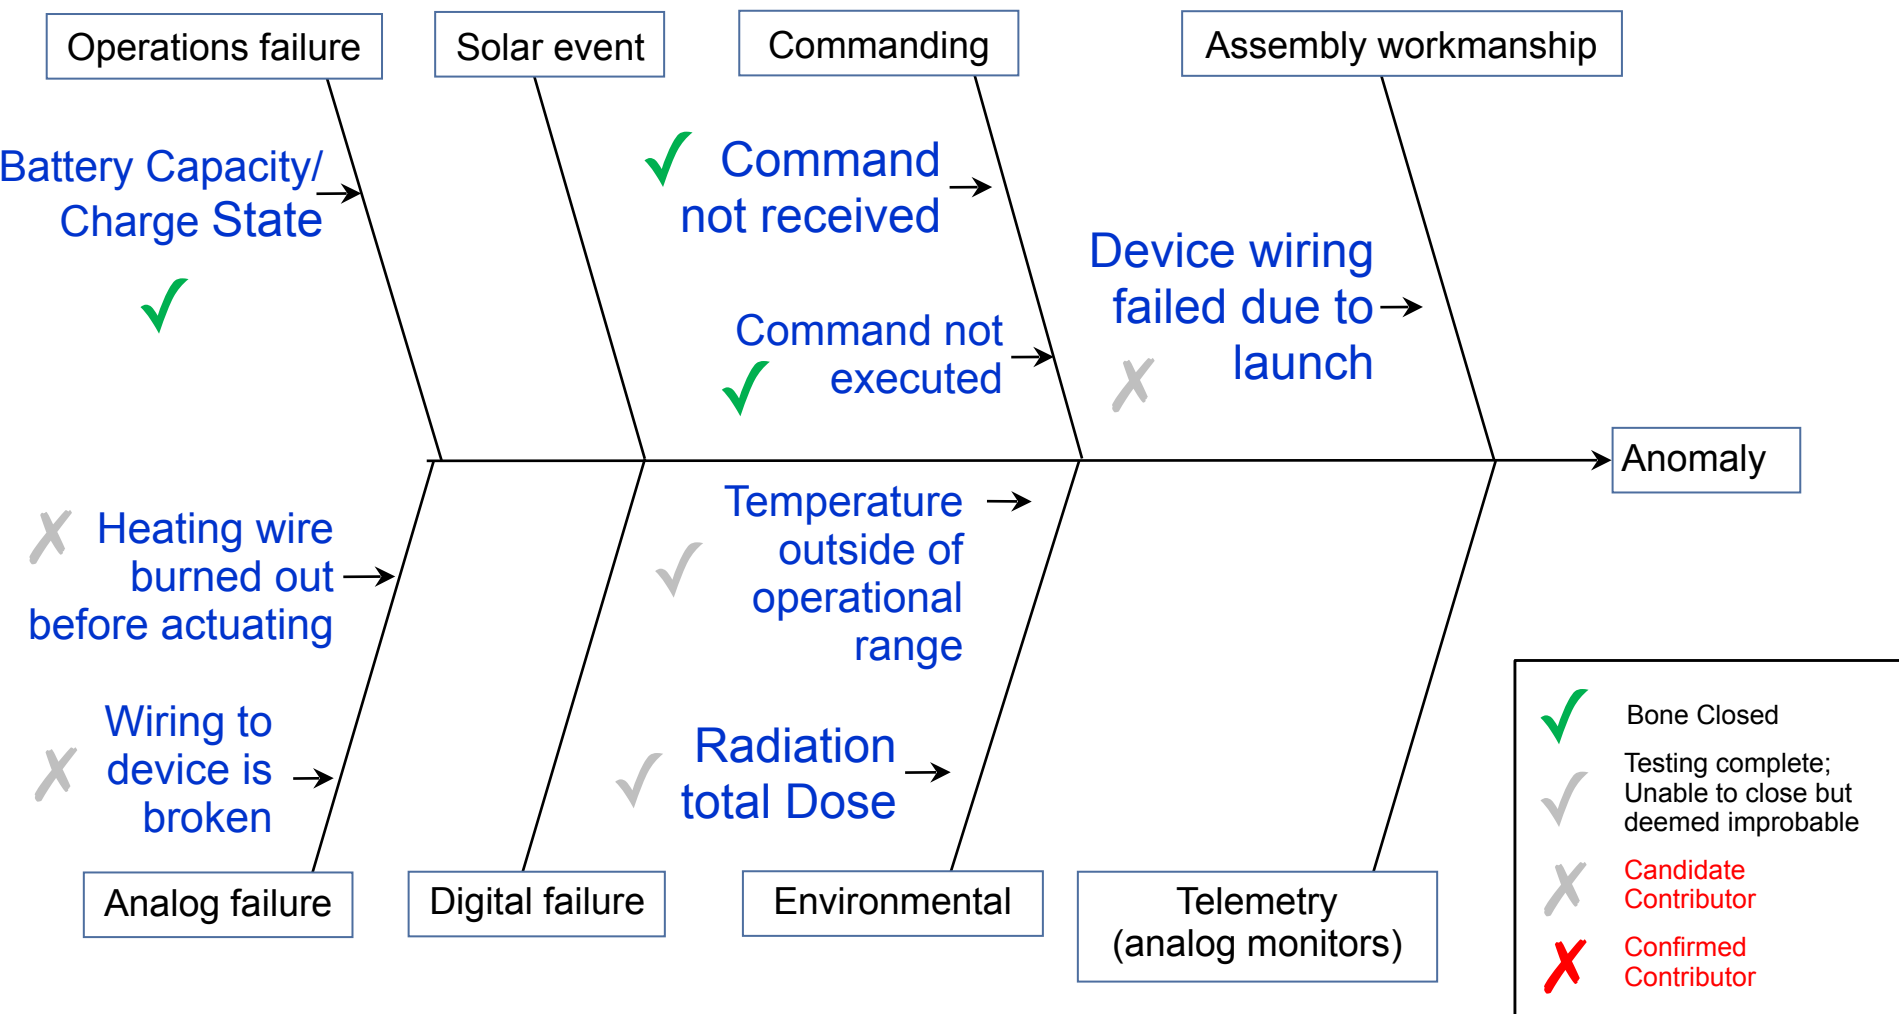 Operations failure
Solar event
Commanding
Assembly workmanship
Battery Capacity/
Charge State
Command
not received
Command not
executed
Device wiring
failed due to
launch
Anomaly
Heating wire
burned out
before actuating
Wiring to
device is
broken
Temperature
outside of
operational
range
Radiation
total Dose
Analog failure
Digital failure
Environmental
Telemetry
(analog monitors)
Bone Closed
Testing complete;
Unable to close but
deemed improbable
Candidate
Contributor
Confirmed
Contributor